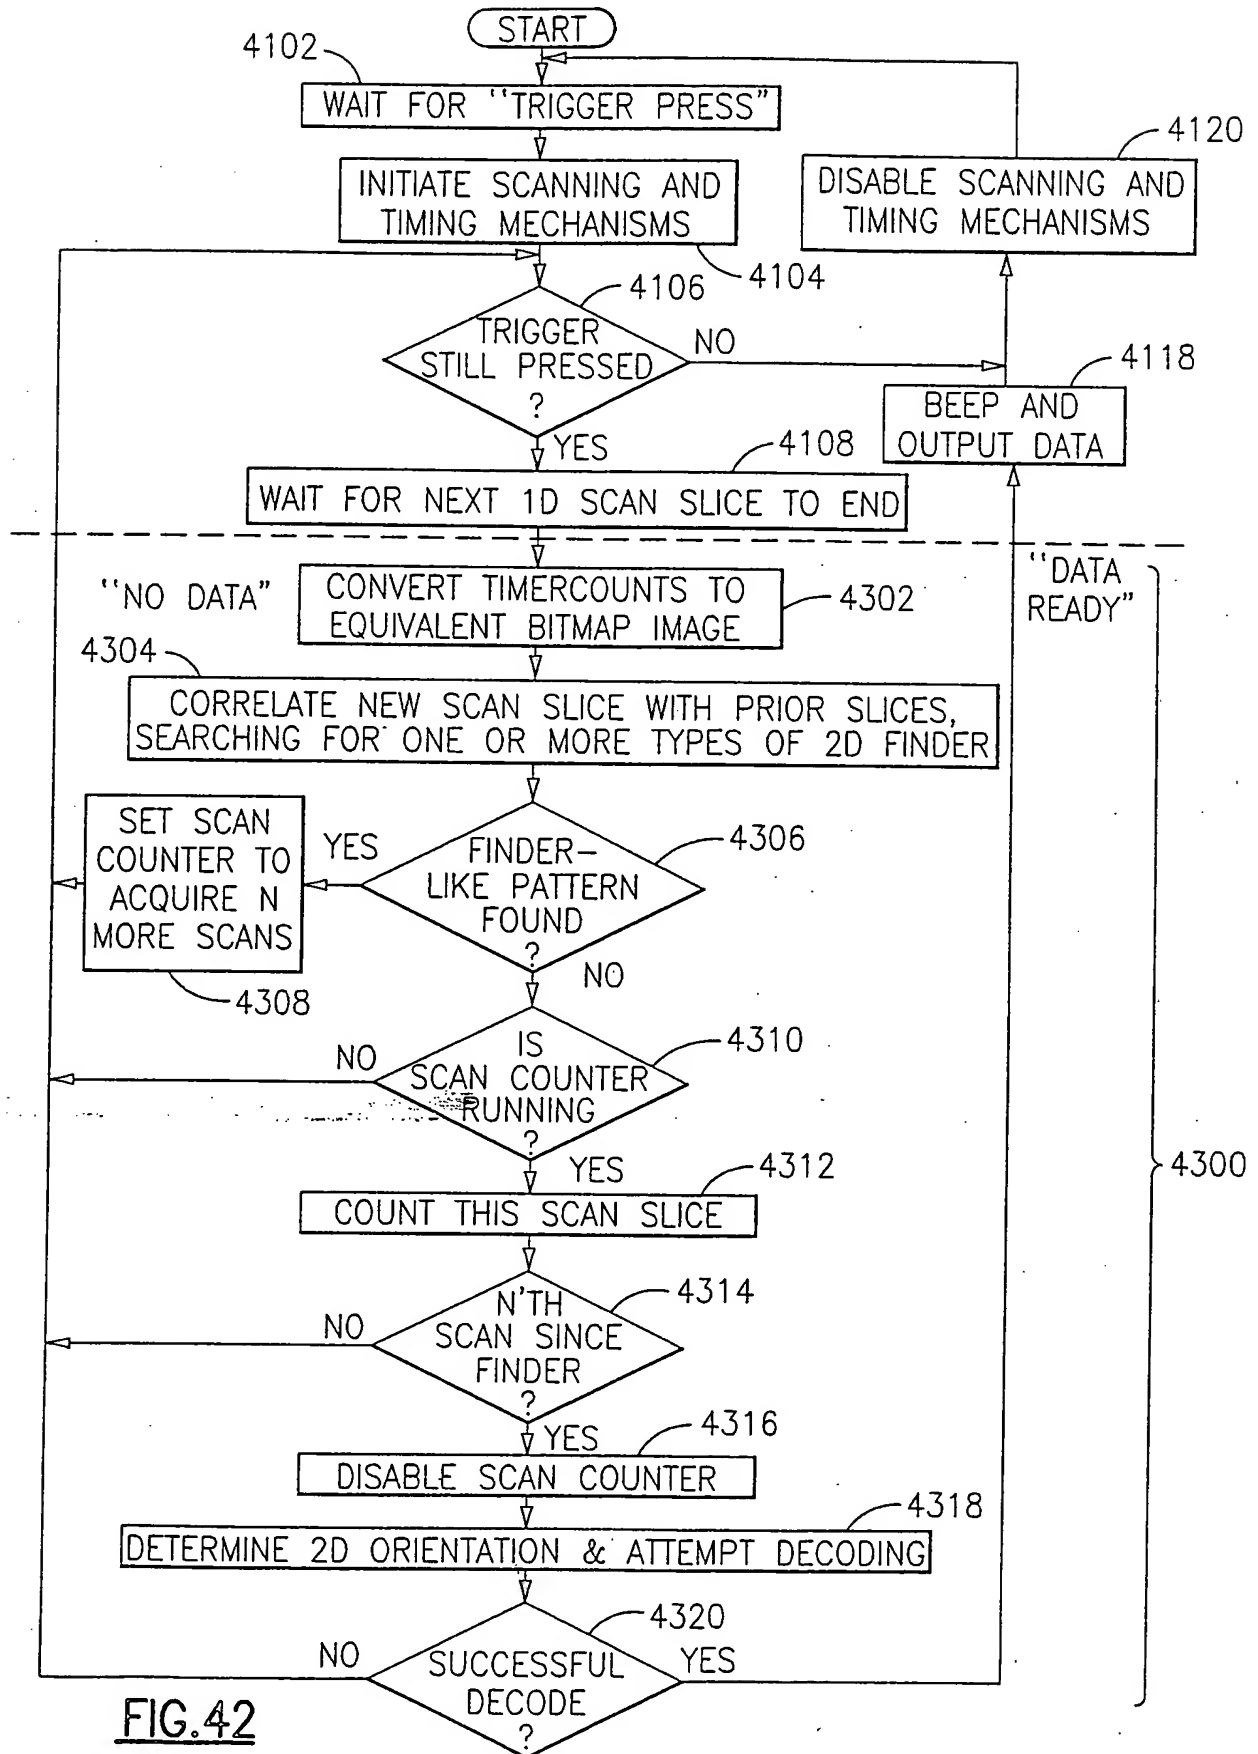 START
4102
WAIT FOR "TRIGGER PRESS"
4120
INITIATE SCANNING AND
TIMING MECHANISMS
DISABLE SCANNING AND
TIMING MECHANISMS
4104
4106
TRIGGER
STILL PRESSED
?
NO
YES
4118
BEEP AND
OUTPUT DATA
4108
WAIT FOR NEXT 1D SCAN SLICE TO END
"NO DATA"
"DATA
READY"
CONVERT TIMERCOUNTS TO
EQUIVALENT BITMAP IMAGE
4302
4304
CORRELATE NEW SCAN SLICE WITH PRIOR SLICES,
SEARCHING FOR ONE OR MORE TYPES OF 2D FINDER
SET SCAN
COUNTER TO
ACQUIRE N
MORE SCANS
YES
FINDER-
LIKE PATTERN
FOUND
?
4306
4308
NO
IS
SCAN COUNTER
RUNNING
?
4310
NO
YES
4312
4300
COUNT THIS SCAN SLICE
N'TH
SCAN SINCE
FINDER
?
4314
NO
YES
4316
DISABLE SCAN COUNTER
4318
DETERMINE 2D ORIENTATION & ATTEMPT DECODING
4320
NO
SUCCESSFUL
DECODE
?
YES
FIG.42